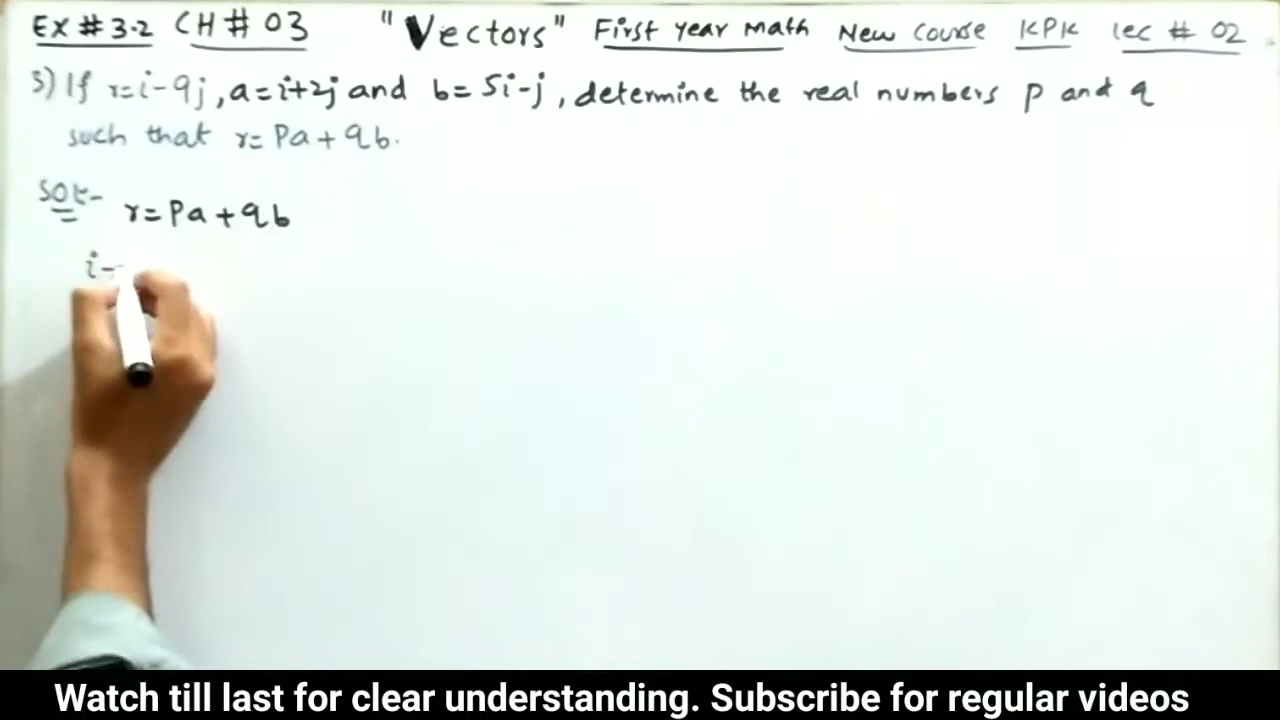 EX # 3.2 CH # 03 "Vectors" First year math New Course KPK lec # 02
3) If r=i-9j, a=i+2j and b= 5i-j, determine the real numbers p and q
such that r= Pa+qb.
Sol:-
r=Pa+qb
i-
Watch till last for clear understanding. Subscribe for regular videos